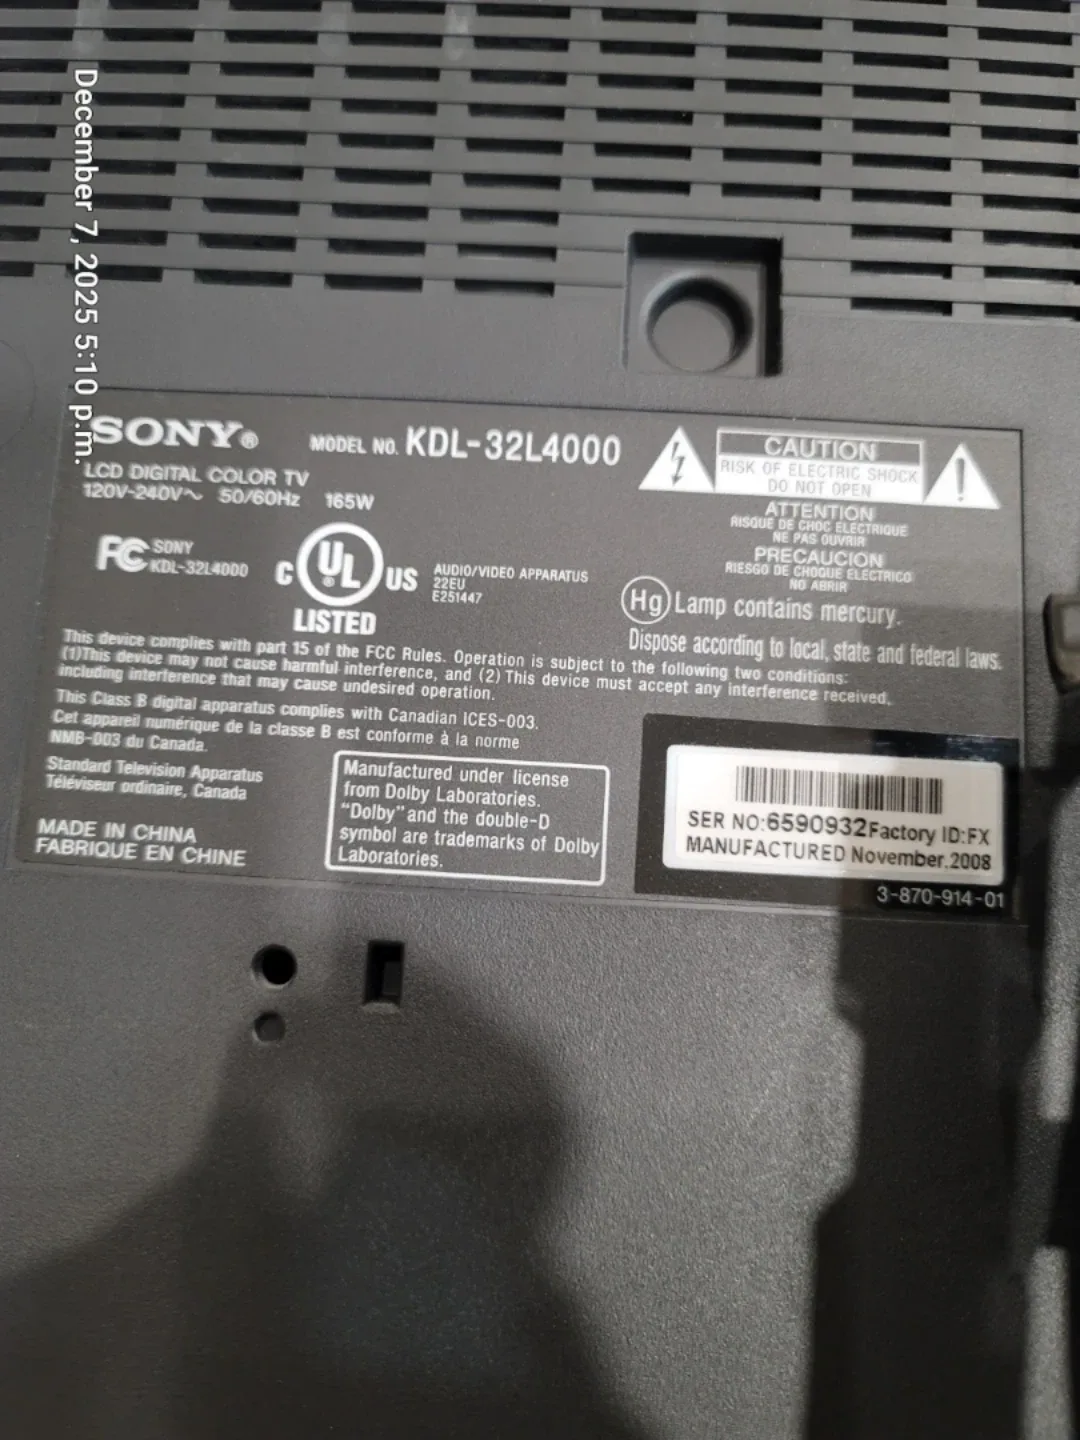 December 7, 2025 5:10 p.m.
SONY®
MODEL NO. KDL-32L4000
LCD DIGITAL COLOR TV
120V-240V~ 50/60Hz 165W
FC SONY
KDL-32L4000
C UL US
LISTED
AUDIO/VIDEO APPARATUS
22EU
E251447
CAUTION
RISK OF ELECTRIC SHOCK
DO NOT OPEN
ATTENTION
RISQUE DE CHOC ELECTRIQUE
NE PAS OUVRIR
PRECAUCION
RIESGO DE CHOQUE ELECTRICO
NO ABRIR
Hg Lamp contains mercury.
Dispose according to local, state and federal laws.
This device complies with part 15 of the FCC Rules. Operation is subject to the following two conditions:
(1)This device may not cause harmful interference, and (2) This device must accept any interference received,
including interference that may cause undesired operation.
This Class B digital apparatus complies with Canadian ICES-003.
Cet appareil numérique de la classe B est conforme à la norme
NMB-003 du Canada.
Standard Television Apparatus
Téléviseur ordinaire, Canada
MADE IN CHINA
FABRIQUE EN CHINE
Manufactured under license
from Dolby Laboratories.
"Dolby" and the double-D
symbol are trademarks of Dolby
Laboratories.
SER NO:6590932 Factory ID:FX
MANUFACTURED November.2008
3-870-914-01